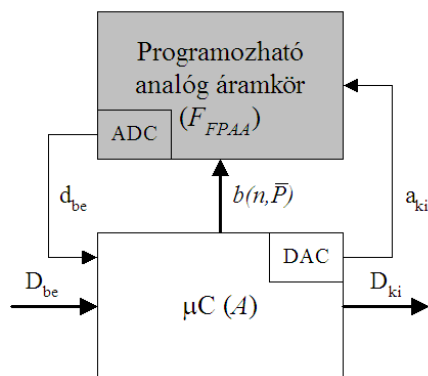 Programozható
analóg áramkör
(F_FPAA)
ADC
d_be
b(n,P̅)
a_ki
DAC
D_be
D_ki
µC (A)